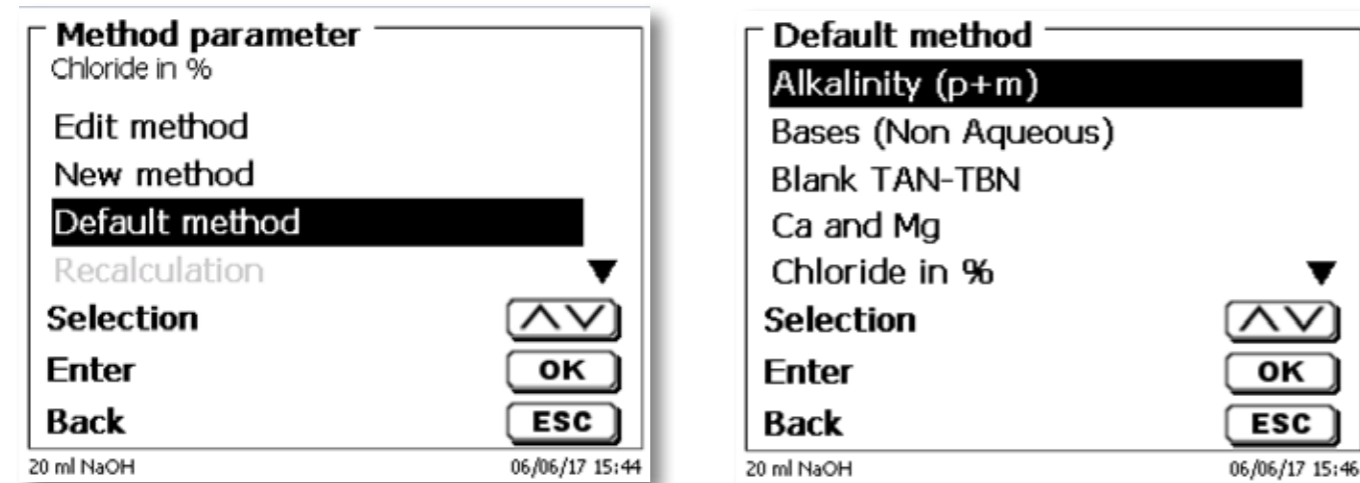 Method parameter
Chloride in %
Edit method
New method
Default method
Recalculation
Selection
Enter
OK
Back
ESC
20 ml NaOH
06/06/17 15:44
Default method
Alkalinity (p+m)
Bases (Non Aqueous)
Blank TAN-TBN
Ca and Mg
Chloride in %
Selection
Enter
OK
Back
ESC
20 ml NaOH
06/06/17 15:46